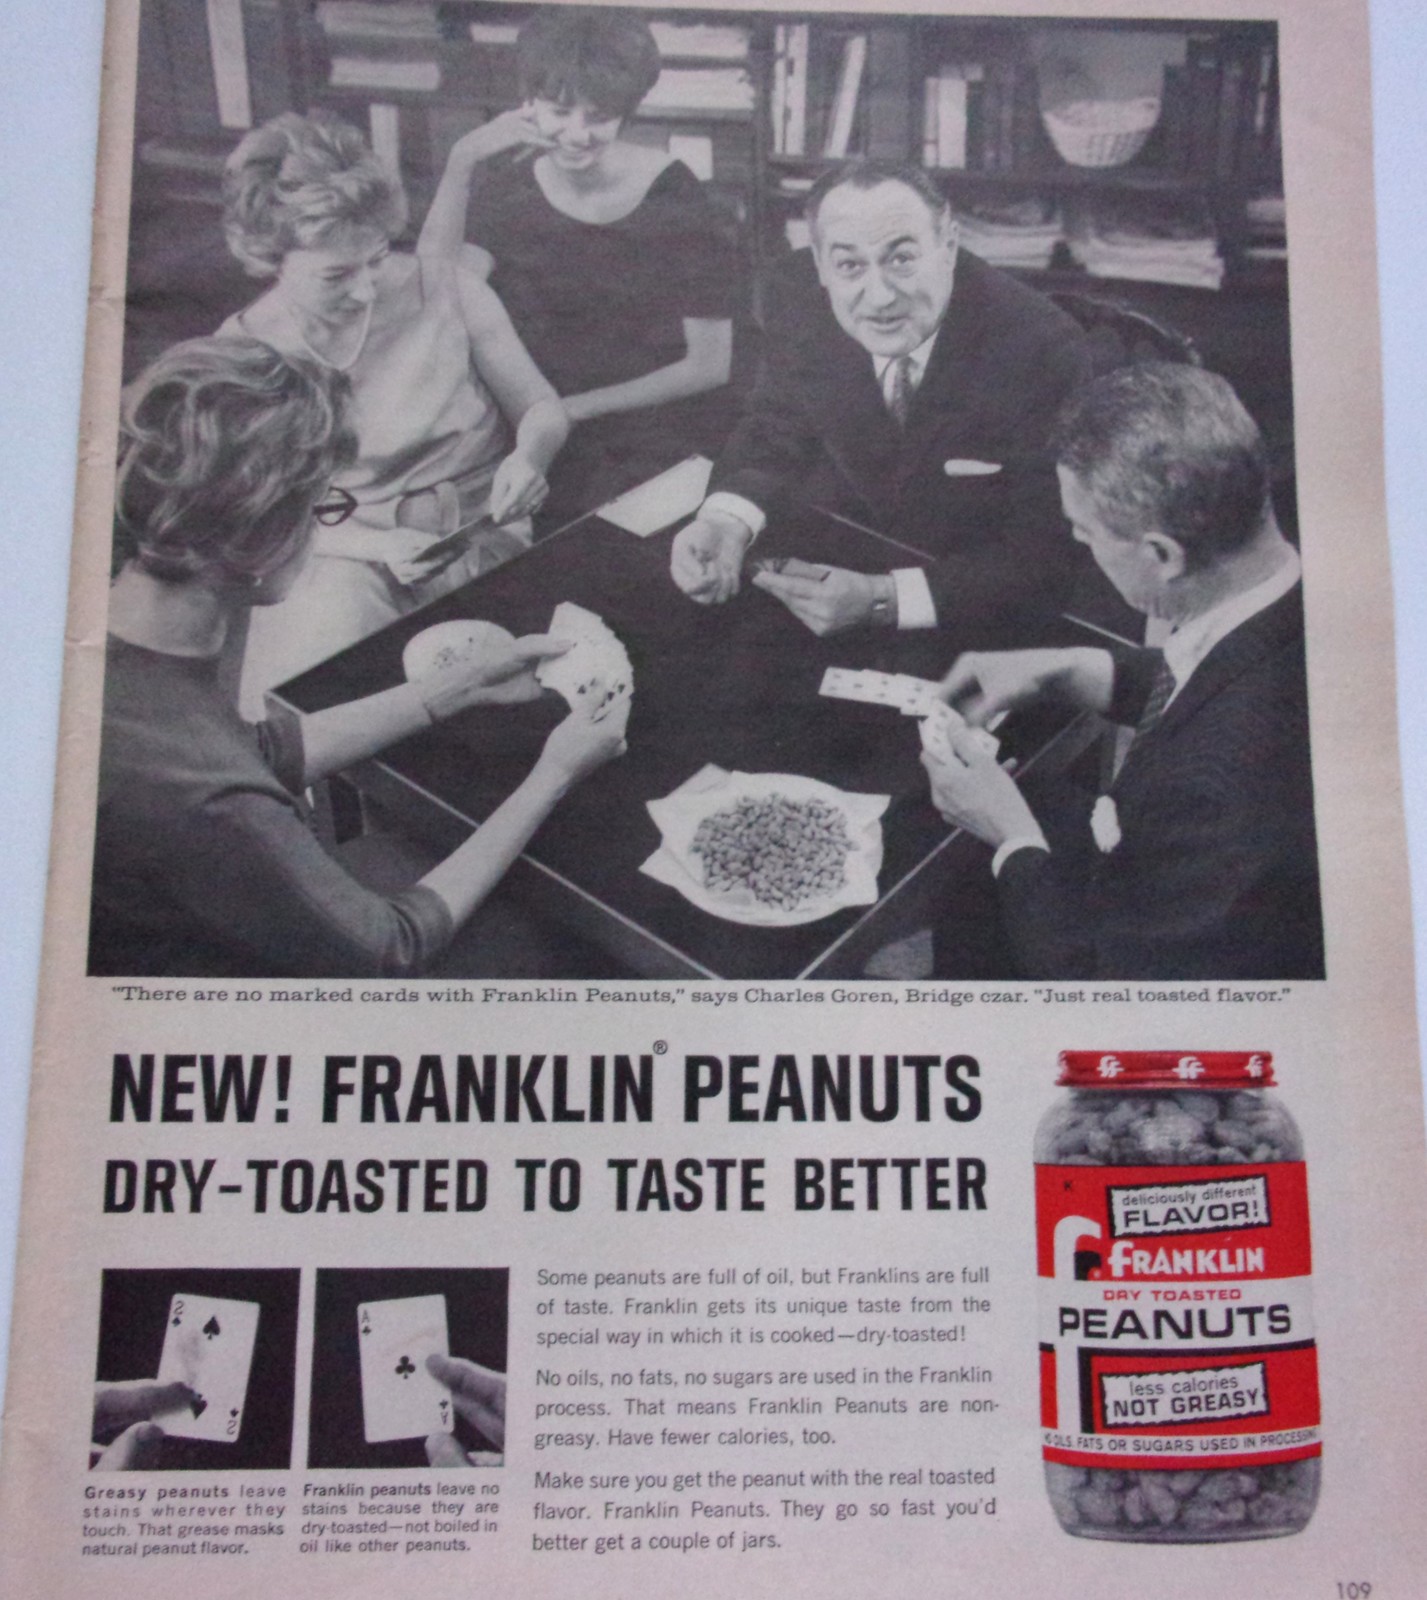 "There are no marked cards with Franklin Peanuts," says Charles Goren, Bridge czar. "Just real toasted flavor."
NEW! FRANKLIN® PEANUTS
DRY-TOASTED TO TASTE BETTER
2
2
Greasy peanuts leave
stains wherever they
touch. That grease masks
natural peanut flavor.
A
A
Franklin peanuts leave no
stains because they are
dry-toasted—not boiled in
oil like other peanuts.
Some peanuts are full of oil, but Franklins are full
of taste. Franklin gets its unique taste from the
special way in which it is cooked—dry-toasted!
No oils, no fats, no sugars are used in the Franklin
process. That means Franklin Peanuts are non-
greasy. Have fewer calories, too.
Make sure you get the peanut with the real toasted
flavor. Franklin Peanuts. They go so fast you'd
better get a couple of jars.
K
deliciously different
FLAVOR!
FRANKLIN
DRY TOASTED
PEANUTS
less calories
NOT GREASY
OILS, FATS OR SUGARS USED IN PROCESSING
109